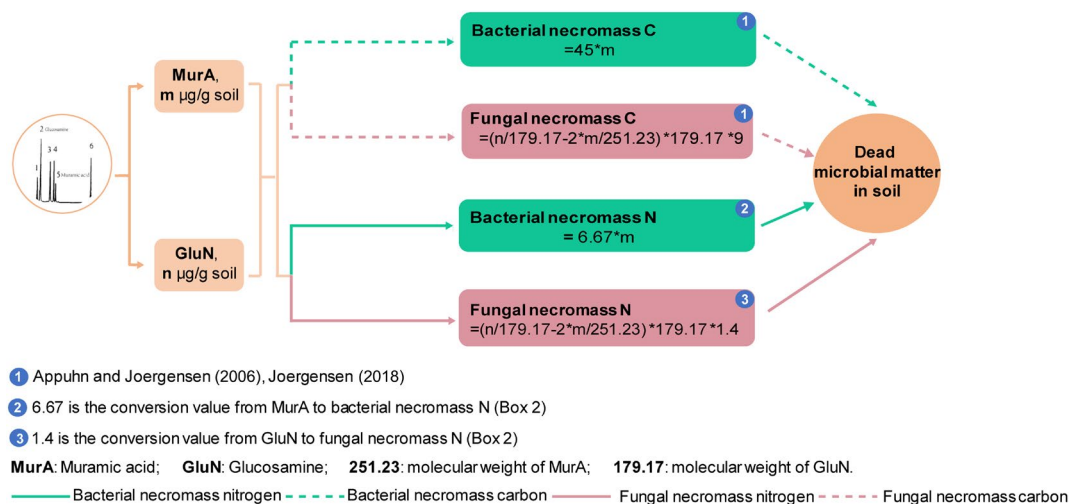 Bacterial necromass C
=45*m
1
MurA,
m µg/g soil
Fungal necromass C
=(n/179.17-2*m/251.23)*179.17 *9
1
2 Glucosamine
3 4
6
1
5 Muramic acid
Dead
microbial matter
in soil
Bacterial necromass N
= 6.67*m
2
GluN,
n µg/g soil
Fungal necromass N
=(n/179.17-2*m/251.23)*179.17 *1.4
3
1 Appuhn and Joergensen (2006), Joergensen (2018)
2 6.67 is the conversion value from MurA to bacterial necromass N (Box 2)
3 1.4 is the conversion value from GluN to fungal necromass N (Box 2)
MurA: Muramic acid; GluN: Glucosamine; 251.23: molecular weight of MurA; 179.17: molecular weight of GluN.
Bacterial necromass nitrogen Bacterial necromass carbon Fungal necromass nitrogen Fungal necromass carbon